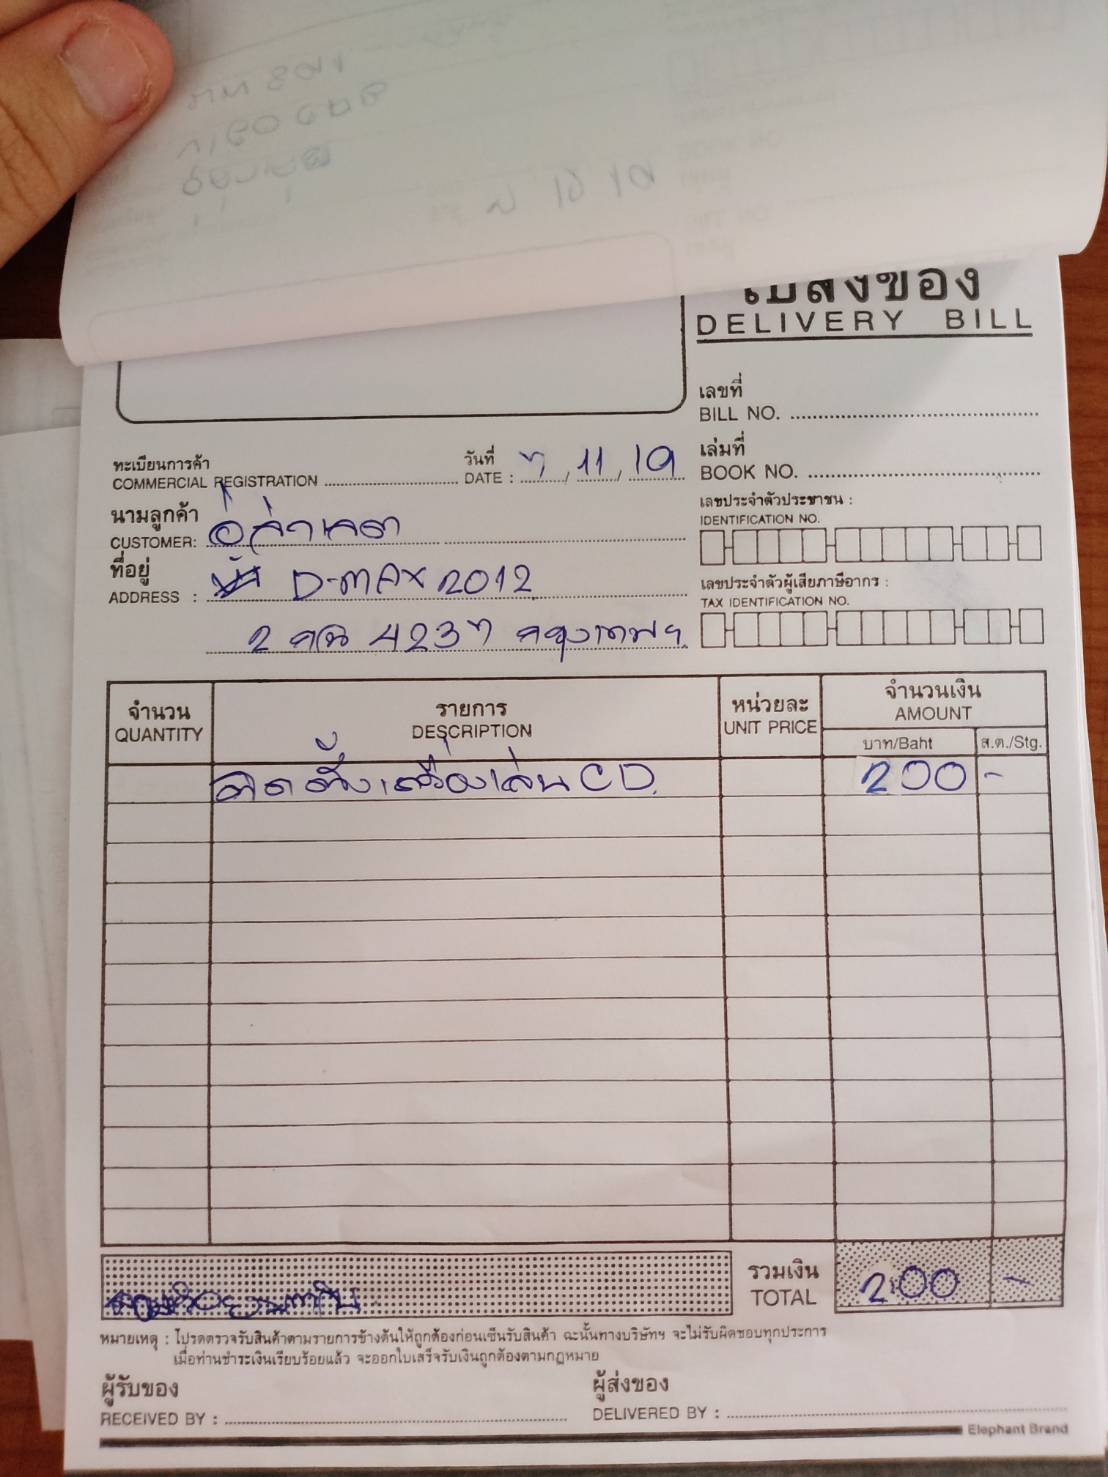 ใบส่งของ
DELIVERY BILL
เลขที่
BILL NO.
ทะเบียนการค้า
COMMERCIAL REGISTRATION
วันที่
DATE : 7 / 11 / 19
เล่มที่
BOOK NO.
นามลูกค้า
CUSTOMER:
เลขประจำตัวประชาชน :
IDENTIFICATION NO.
ที่อยู่
ADDRESS : D-MAX 2012
เลขประจำตัวผู้เสียภาษีอากร :
TAX IDENTIFICATION NO.
2 4237 กรุงเทพฯ
จำนวน
QUANTITY
รายการ
DESCRIPTION
หน่วยละ
UNIT PRICE
จำนวนเงิน
AMOUNT
บาท/Baht
ส.ต./Stg.
ติดตั้งเครื่องเล่น CD 200 -
รวมเงิน
TOTAL
200 -
หมายเหตุ : โปรดตรวจรับสินค้าตามรายการข้างต้นให้ถูกต้องก่อนเซ็นรับสินค้า ฉะนั้นทางบริษัทฯ จะไม่รับผิดชอบทุกประการ
เมื่อท่านชำระเงินเรียบร้อยแล้ว จะออกใบเสร็จรับเงินถูกต้องตามกฎหมาย
ผู้รับของ
RECEIVED BY :
ผู้ส่งของ
DELIVERED BY :
Elephant Brand